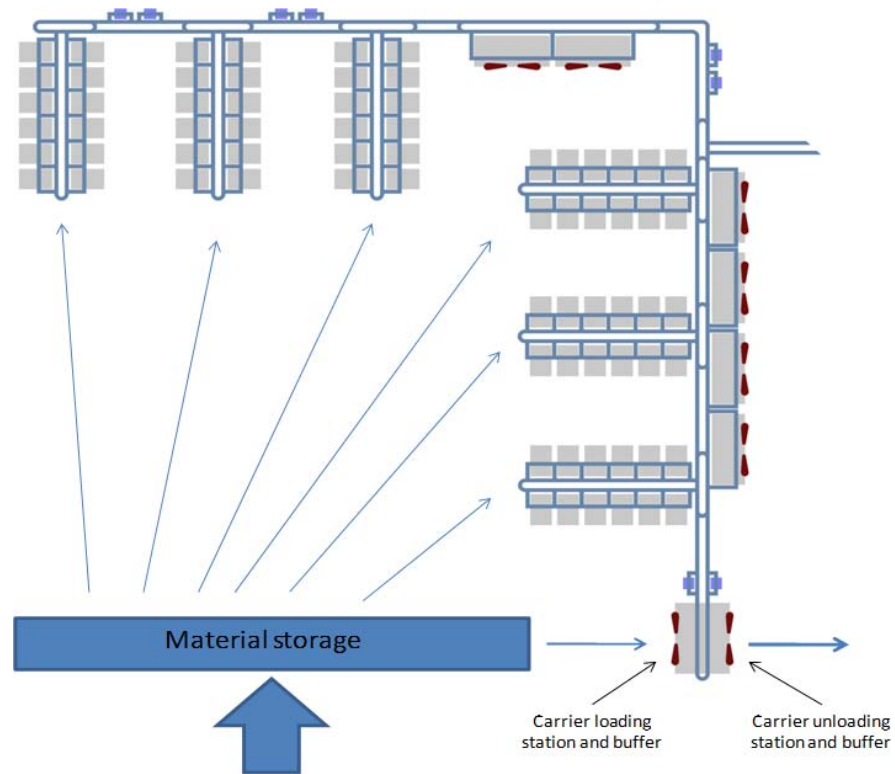 Material storage
Carrier loading
station and buffer
Carrier unloading
station and buffer